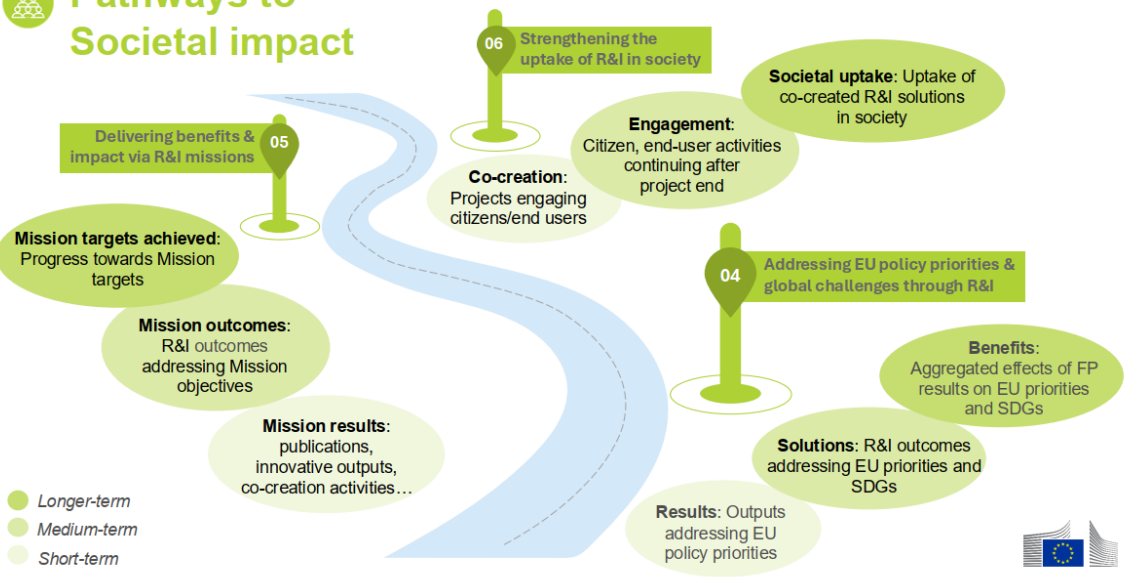 Pathways to
Societal impact
06
Strengthening the
uptake of R&I in society
Societal uptake: Uptake of
co-created R&I solutions
in society
Engagement:
Citizen, end-user activities
continuing after
project end
Co-creation:
Projects engaging
citizens/end users
Delivering benefits &
impact via R&I missions
05
Mission targets achieved:
Progress towards Mission
targets
Mission outcomes:
R&I outcomes
addressing Mission
objectives
Mission results:
publications,
innovative outputs,
co-creation activities…
04
Addressing EU policy priorities &
global challenges through R&I
Benefits:
Aggregated effects of FP
results on EU priorities
and SDGs
Solutions: R&I outcomes
addressing EU priorities and
SDGs
Results: Outputs
addressing EU
policy priorities
Longer-term
Medium-term
Short-term